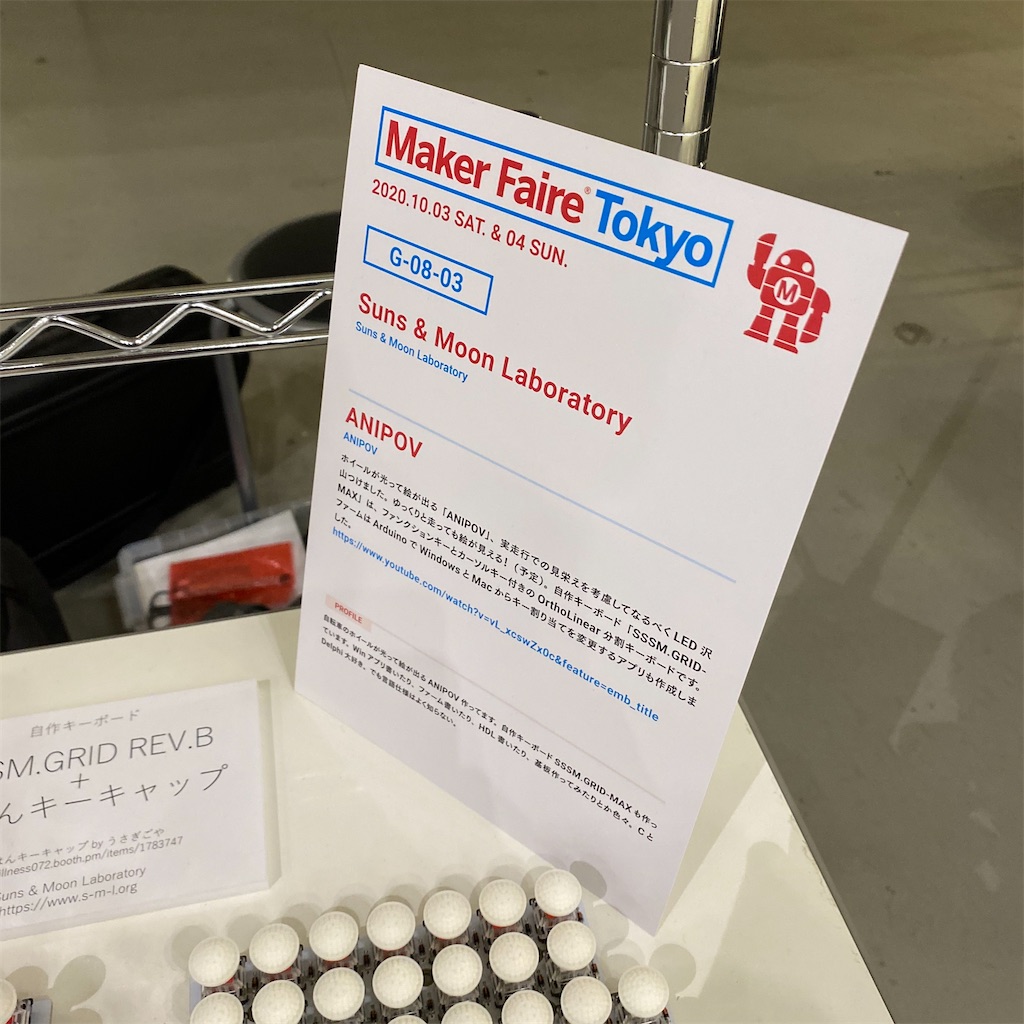 Maker Faire® Tokyo
2020.10.03 SAT. & 04 SUN.
G-08-03
M
Suns & Moon Laboratory
Suns & Moon Laboratory
ANIPOV
ANIPOV
ホイールが光って絵が出る「ANIPOV」、実走行での見栄えを考慮してなるべくLED沢
山つけました。ゆっくりと走っても絵が見える!(予定)。自作キーボード「SSSM.GRID-
MAX」は、ファンクションキーとカーソルキー付きの OrthoLinear 分割キーボードです。
ファームは Arduino で Windows と Mac からキー割り当てを変更するアプリも作成しま
した。
https://www.youtube.com/watch?v=vL_xcswZx0c&feature=emb_title
PROFILE
自転車のホイールが光って絵が出る ANIPOV 作ってます。自作キーボード SSSM.GRID-MAX も作っ
ています。Win アプリ書いたり、ファーム書いたり、HDL 書いたり、基板作ってみたりとか色々。C と
Delphi 大好き。でも言語仕様はよく知らない。
自作キーボード
SM.GRID REV.B
+
んキーキャップ
はんキーキャップ by うさぎごや
illness072.booth.pm/items/1783747
Suns & Moon Laboratory
https://www.s-m-l.org